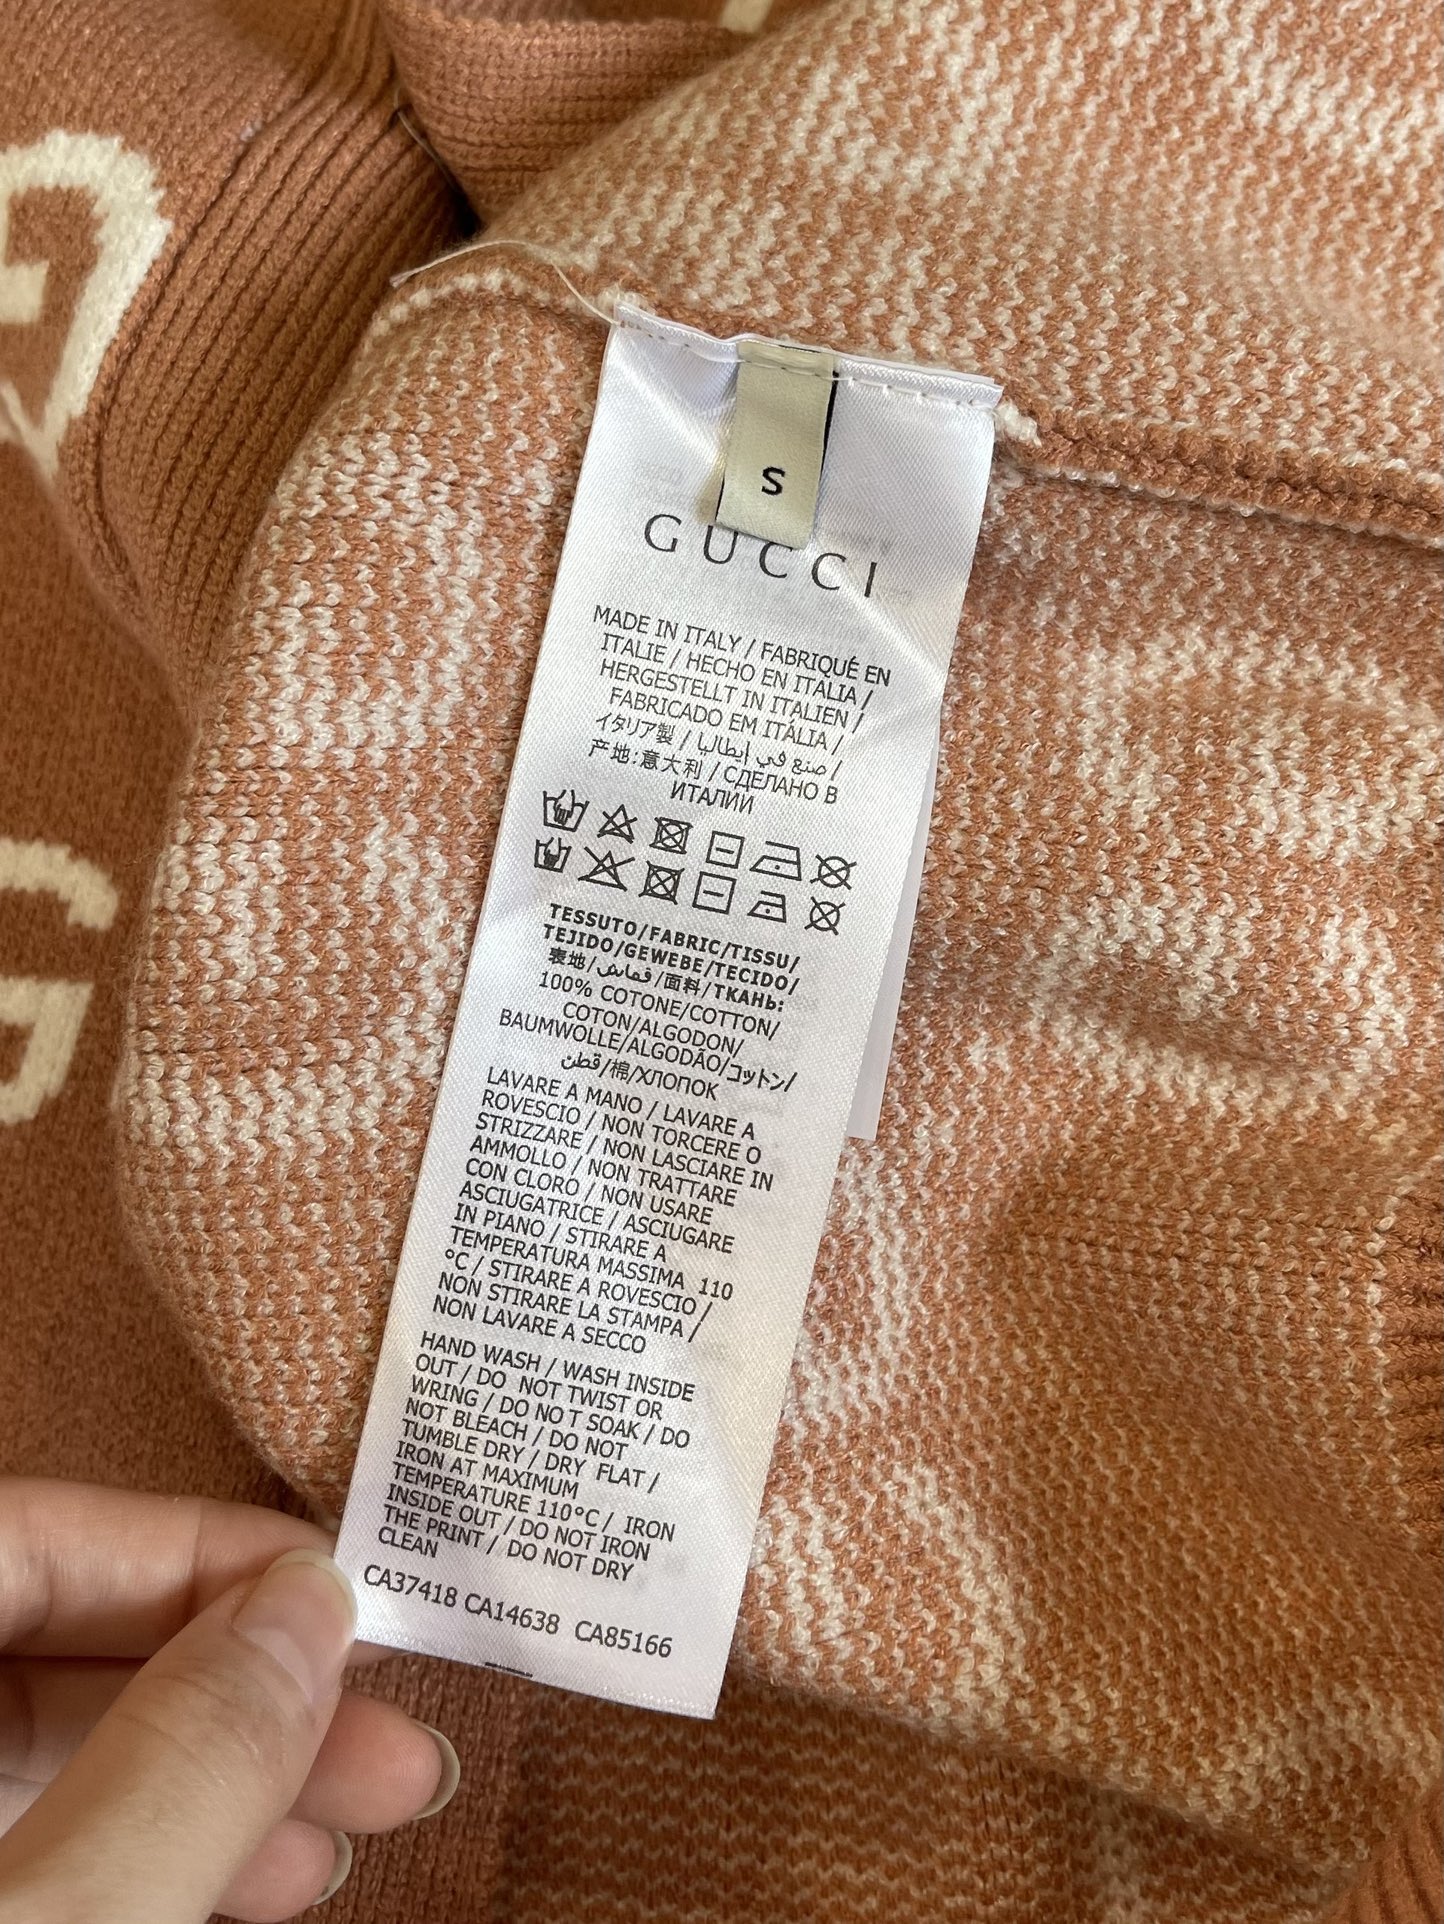 S
GUCCI
MADE IN ITALY / FABRIQUÉ EN
ITALIE / HECHO EN ITALIA /
HERGESTELLT IN ITALIEN /
FABRICADO EM ITÁLIA /
イタリア製 / صنع في إيطاليا /
产地:意大利 / СДЕЛАНО В
ИТАЛИИ
TESSUTO/FABRIC/TISSU/
TEJIDO/GEWEBE/TECIDO/
表地/قماش/面料/ТКАНЬ:
100% COTONE/COTTON/
COTON/ALGODON/
BAUMWOLLE/ALGODÃO/コットン/
قطن/棉/ХЛОПОК
LAVARE A MANO / LAVARE A
ROVESCIO / NON TORCERE O
STRIZZARE / NON LASCIARE IN
AMMOLLO / NON TRATTARE
CON CLORO / NON USARE
ASCIUGATRICE / ASCIUGARE
IN PIANO / STIRARE A
TEMPERATURA MASSIMA 110
°C / STIRARE A ROVESCIO /
NON STIRARE LA STAMPA /
NON LAVARE A SECCO
HAND WASH / WASH INSIDE
OUT / DO NOT TWIST OR
WRING / DO NOT SOAK / DO
NOT BLEACH / DO NOT
TUMBLE DRY / DRY FLAT /
IRON AT MAXIMUM
TEMPERATURE 110°C / IRON
INSIDE OUT / DO NOT IRON
THE PRINT / DO NOT DRY
CLEAN
CA37418 CA14638 CA85166